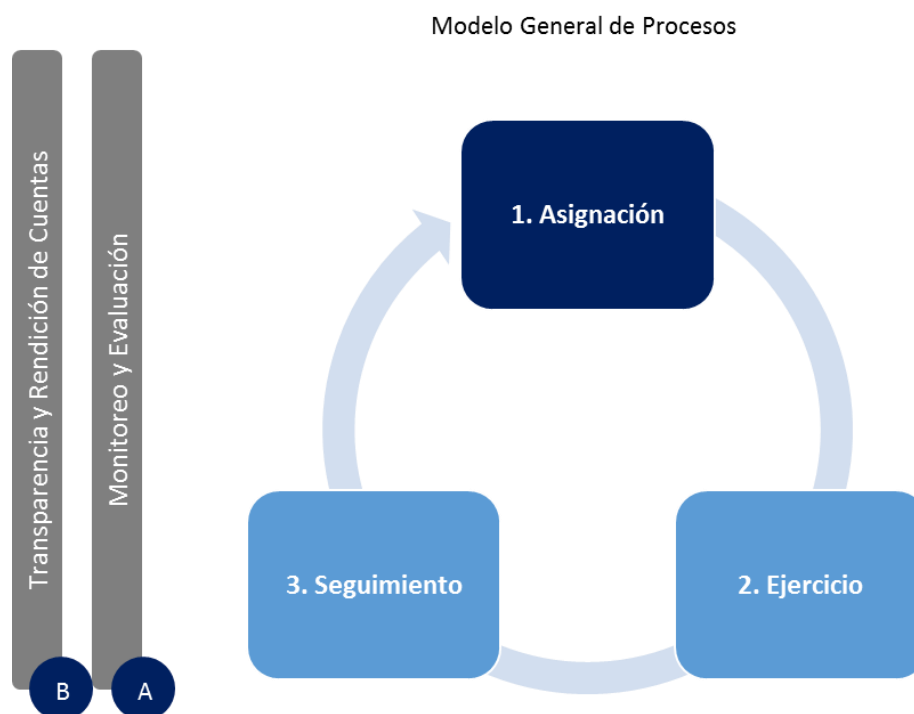 Modelo General de Procesos
Transparencia y Rendición de Cuentas
Monitoreo y Evaluación
1. Asignación
3. Seguimiento
2. Ejercicio
B
A